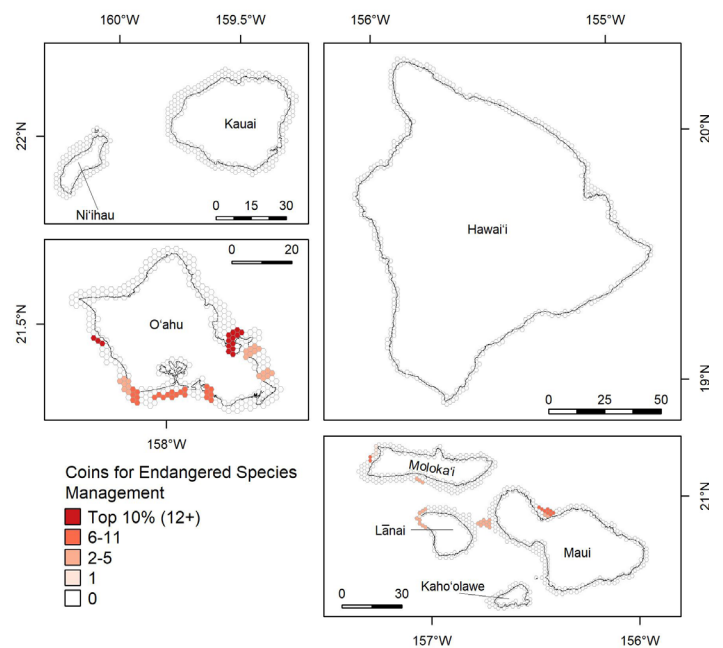 160°W 159.5°W
156°W 155°W
22°N
Kauai
Ni‘ihau
0 15 30
20°N
Hawai‘i
19°N
0 25 50
0 20
21.5°N
O‘ahu
158°W
Coins for Endangered Species
Management
Top 10% (12+)
6-11
2-5
1
0
Moloka‘i
21°N
Lānai
Maui
Kaho‘olawe
0 30
157°W 156°W